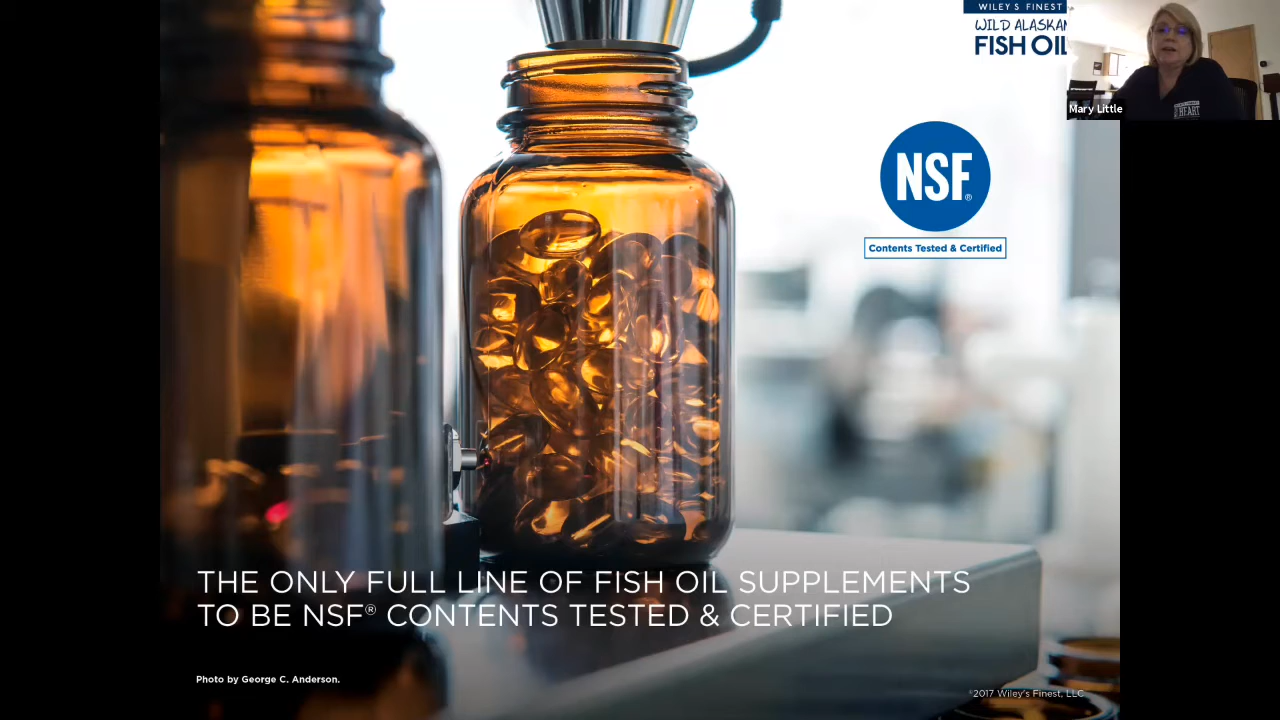 WILEY'S FINEST
WILD ALASKAN
FISH OIL
Mary Little
HEART
NSF®
Contents Tested & Certified
THE ONLY FULL LINE OF FISH OIL SUPPLEMENTS
TO BE NSF® CONTENTS TESTED & CERTIFIED
Photo by George C. Anderson.
©2017 Wiley's Finest, LLC